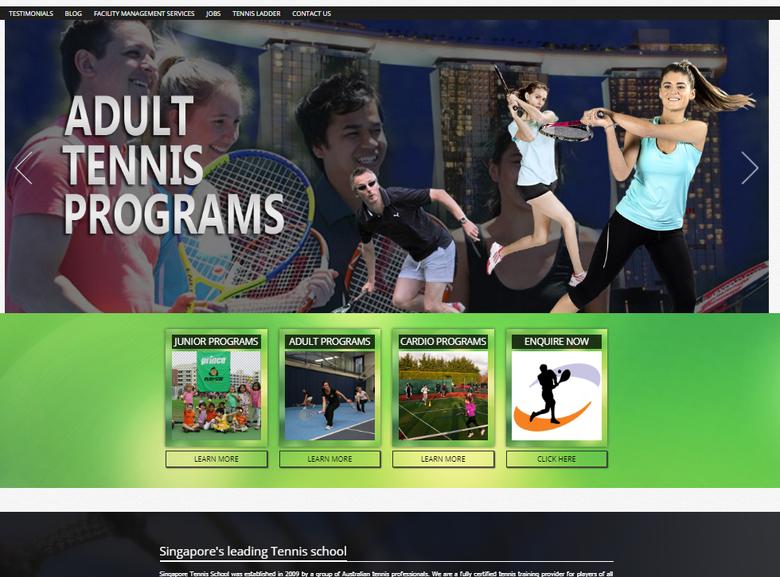 TESTIMONIALS BLOG FACILITY MANAGEMENT SERVICES JOBS TENNIS LADDER CONTACT US
ADULT
TENNIS
PROGRAMS
JUNIOR PROGRAMS
prince
LEARN MORE
ADULT PROGRAMS
LEARN MORE
CARDIO PROGRAMS
LEARN MORE
ENQUIRE NOW
CLICK HERE
Singapore's leading Tennis school
Singapore Tennis School was established in 2009 by a group of Australian tennis professionals. We are a fully certified tennis training provider for players of all